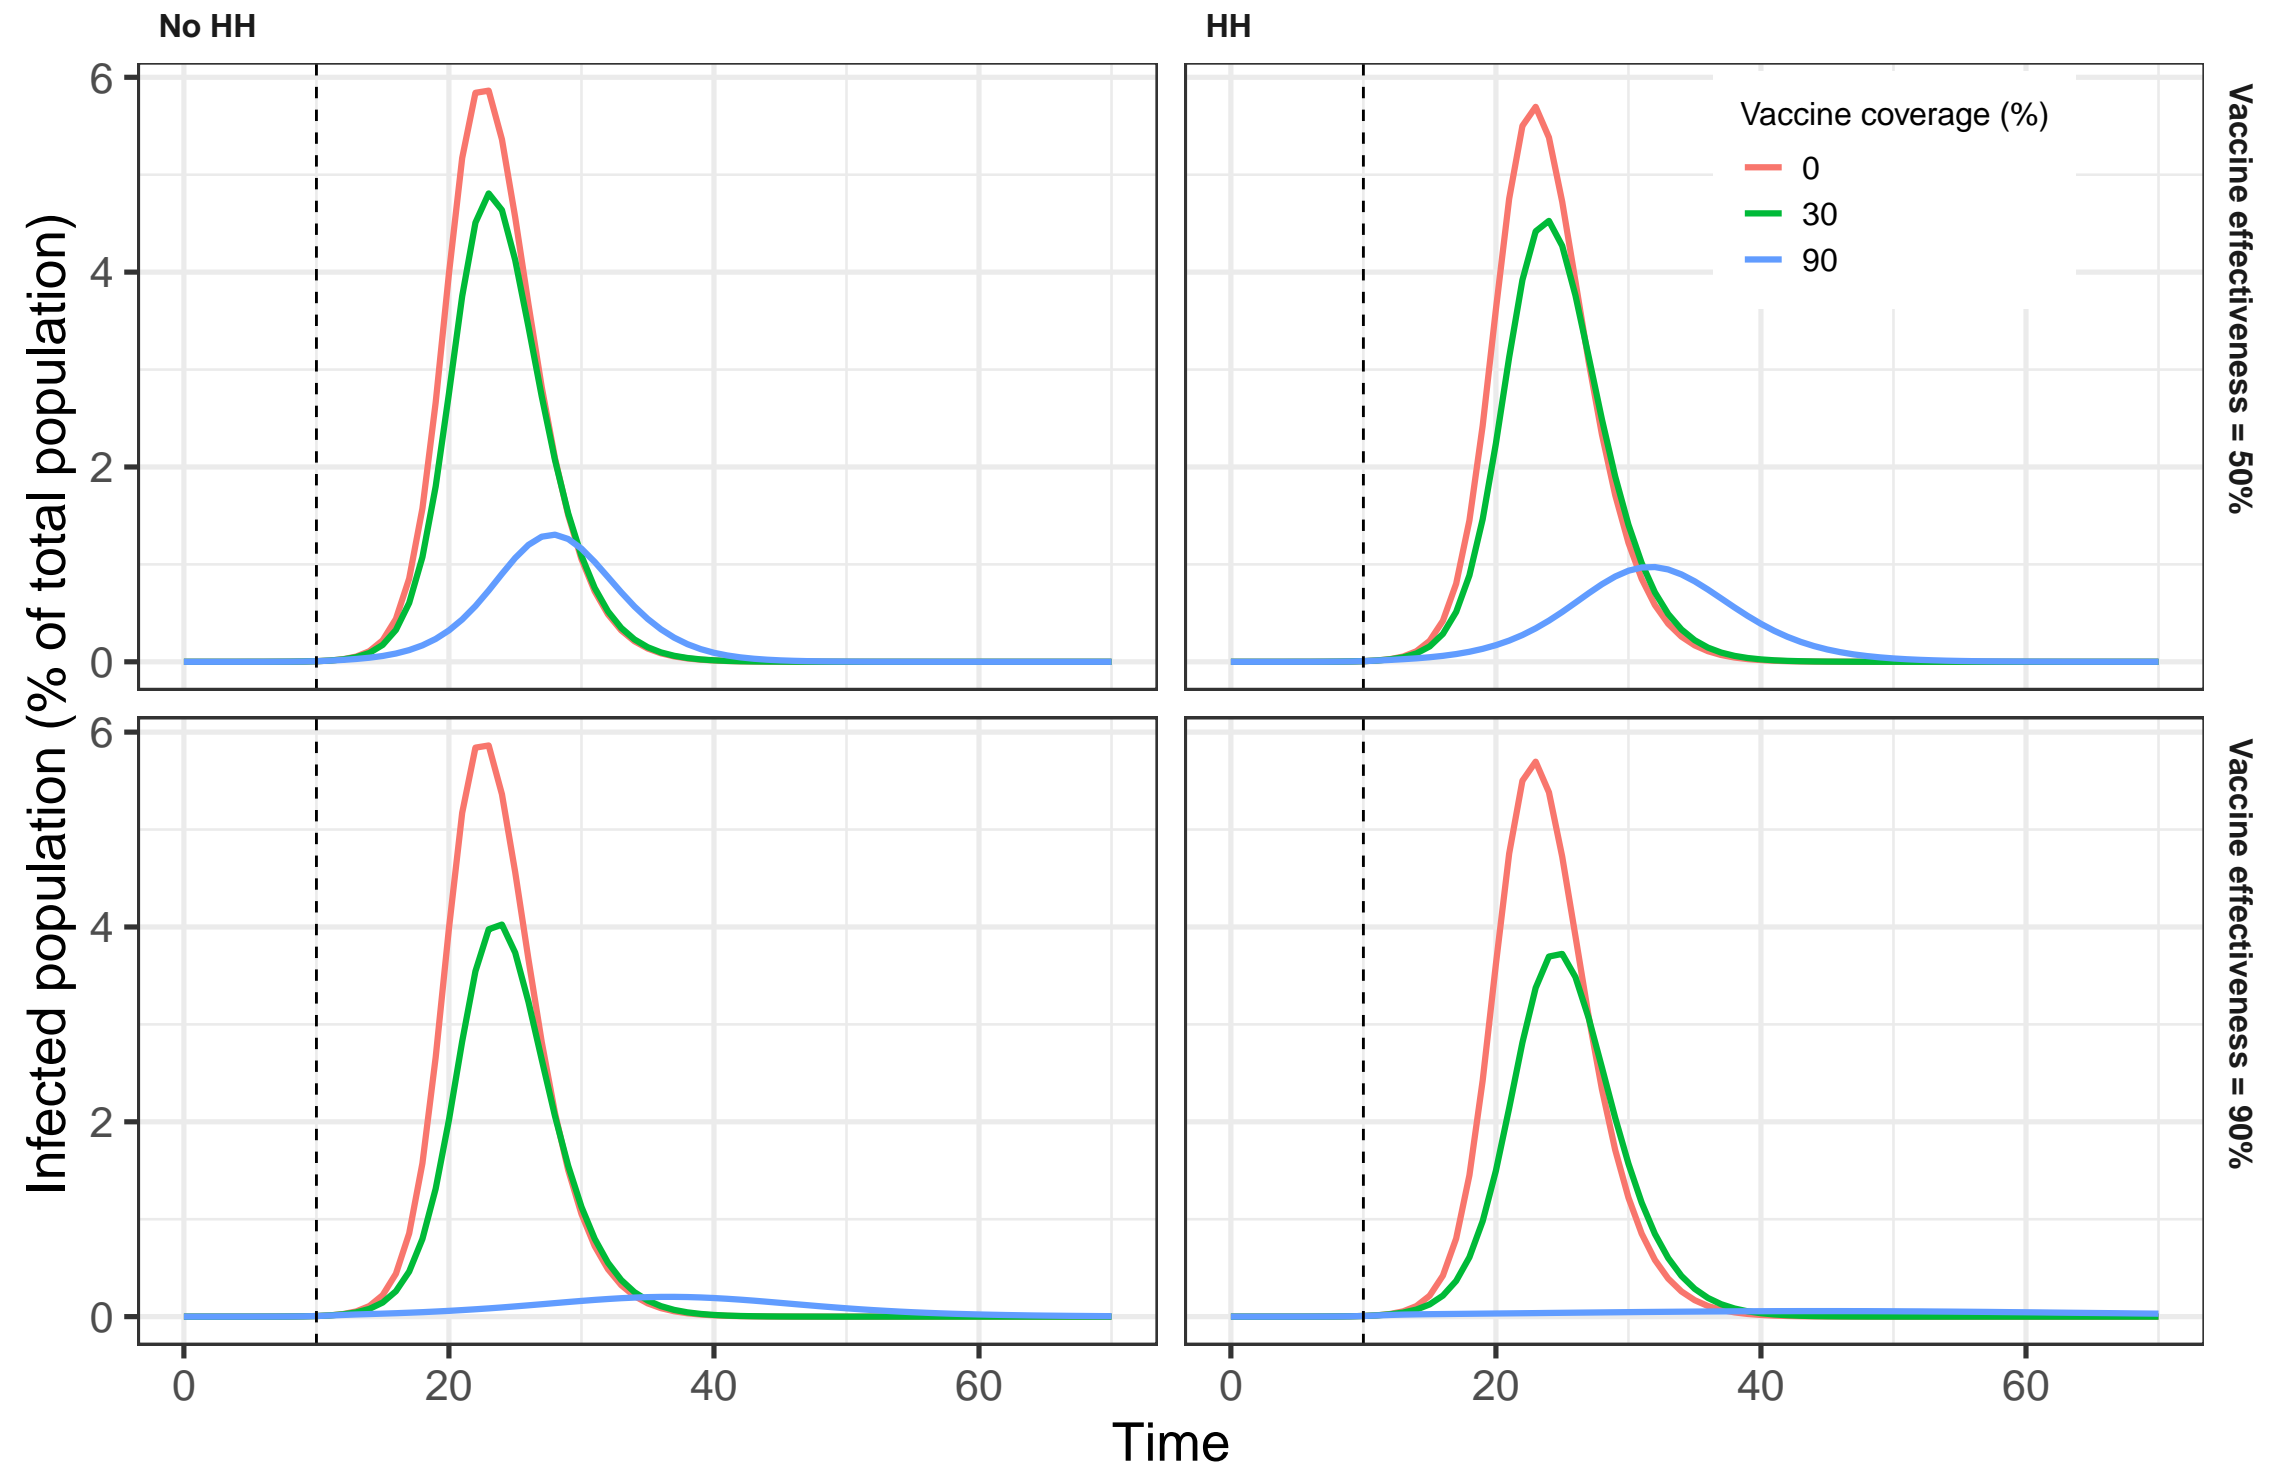 No HH
HH
6
4
2
0
Vaccine coverage (%)
0
30
90
Vaccine effectiveness = 50%
Infected population (% of total population)
6
4
2
0
Vaccine effectiveness = 90%
0
20
40
60
0
20
40
60
Time